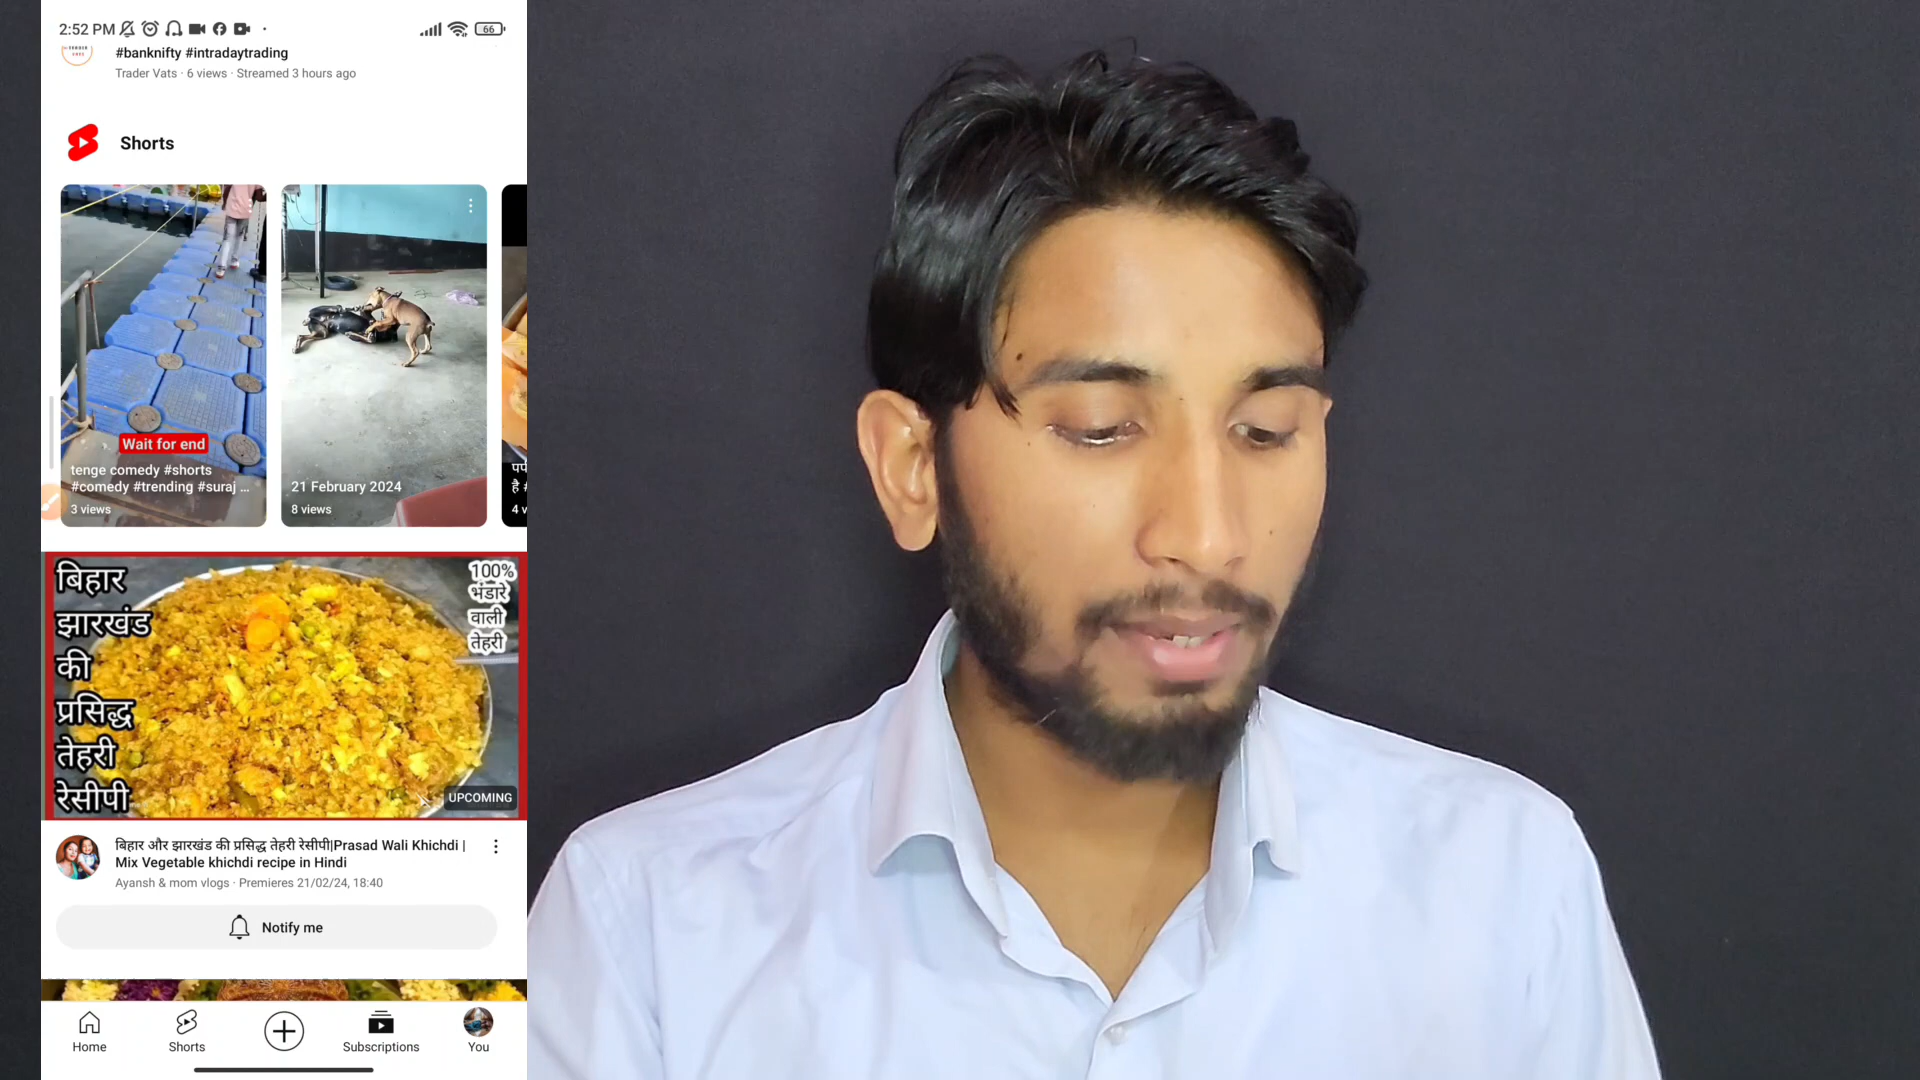 2:52 PM
66
#banknifty #intradaytrading
Trader Vats · 6 views · Streamed 3 hours ago
Shorts
Wait for end
tenge comedy #shorts
#comedy #trending #suraj ...
3 views
21 February 2024
8 views
है #
4 v
बिहार
झारखंड
की
प्रसिद्ध
तेहरी
रेसीपी
100%
भंडारे
वाली
तेहरी
UPCOMING
बिहार और झारखंड की प्रसिद्ध तेहरी रेसीपी|Prasad Wali Khichdi |
Mix Vegetable khichdi recipe in Hindi
Ayansh & mom vlogs · Premieres 21/02/24, 18:40
Notify me
Home
Shorts
Subscriptions
You